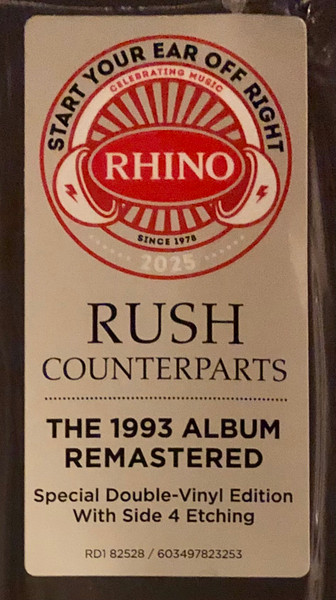 START YOUR EAR OFF RIGHT
CELEBRATING MUSIC
RHINO
SINCE 1978
2025
RUSH
COUNTERPARTS
THE 1993 ALBUM
REMASTERED
Special Double-Vinyl Edition
With Side 4 Etching
RD1 82528 / 603497823253